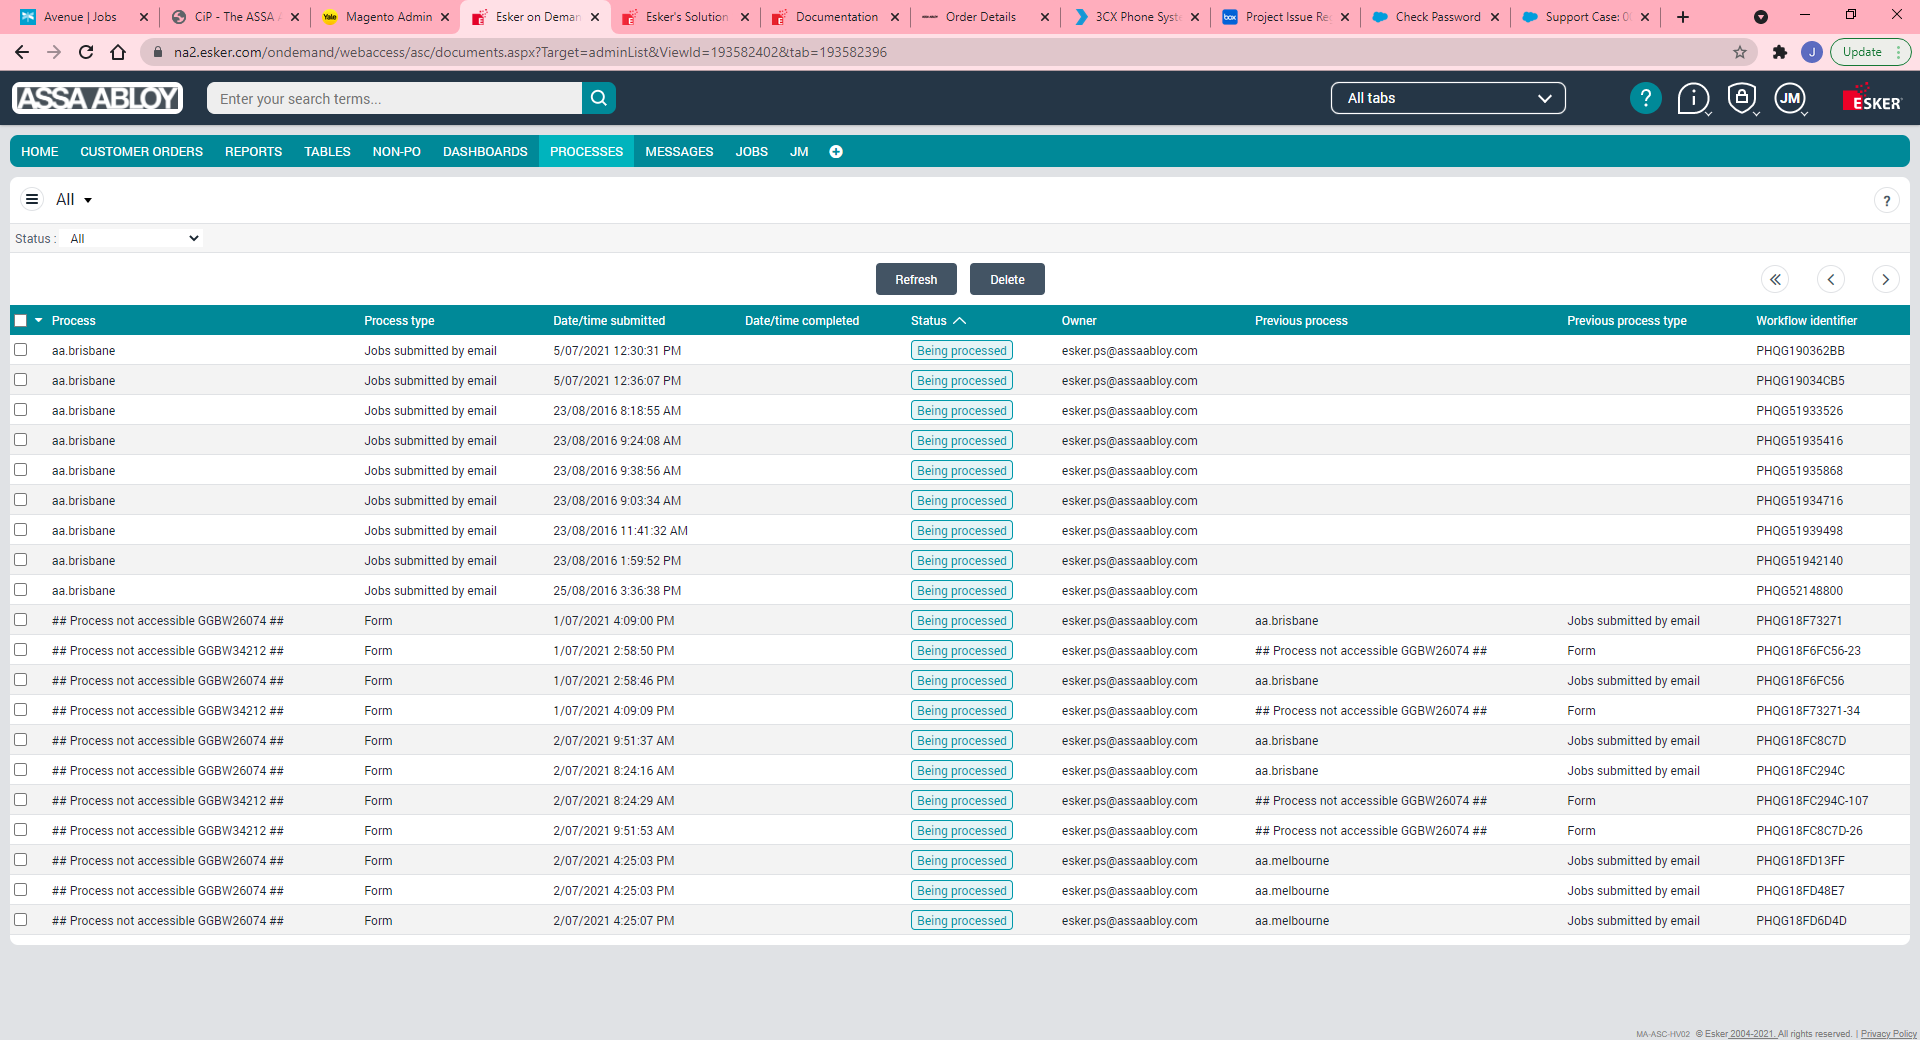 Avenue | Jobs
CiP - The ASSA
Magento Admin
Esker on Deman
Esker's Solution
Documentation
Order Details
3CX Phone Syst
Project Issue Re
Check Password
Support Case: 0
na2.esker.com/ondemand/webaccess/asc/documents.aspx?Target=adminList&ViewId=193582402&tab=193582396
J
Update
ASSA ABLOY
Enter your search terms...
All tabs
?
JM
ESKER
HOME CUSTOMER ORDERS REPORTS TABLES NON-PO DASHBOARDS PROCESSES MESSAGES JOBS JM
All
?
Status : All
Refresh Delete
Process Process type Date/time submitted Date/time completed Status Owner Previous process Previous process type Workflow identifier
aa.brisbane Jobs submitted by email 5/07/2021 12:30:31 PM Being processed esker.ps@assaabloy.com PHQG190362BB
aa.brisbane Jobs submitted by email 5/07/2021 12:36:07 PM Being processed esker.ps@assaabloy.com PHQG19034CB5
aa.brisbane Jobs submitted by email 23/08/2016 8:18:55 AM Being processed esker.ps@assaabloy.com PHQG51933526
aa.brisbane Jobs submitted by email 23/08/2016 9:24:08 AM Being processed esker.ps@assaabloy.com PHQG51935416
aa.brisbane Jobs submitted by email 23/08/2016 9:38:56 AM Being processed esker.ps@assaabloy.com PHQG51935868
aa.brisbane Jobs submitted by email 23/08/2016 9:03:34 AM Being processed esker.ps@assaabloy.com PHQG51934716
aa.brisbane Jobs submitted by email 23/08/2016 11:41:32 AM Being processed esker.ps@assaabloy.com PHQG51939498
aa.brisbane Jobs submitted by email 23/08/2016 1:59:52 PM Being processed esker.ps@assaabloy.com PHQG51942140
aa.brisbane Jobs submitted by email 25/08/2016 3:36:38 PM Being processed esker.ps@assaabloy.com PHQG52148800
## Process not accessible GGBW26074 ## Form 1/07/2021 4:09:00 PM Being processed esker.ps@assaabloy.com aa.brisbane Jobs submitted by email PHQG18F73271
## Process not accessible GGBW34212 ## Form 1/07/2021 2:58:50 PM Being processed esker.ps@assaabloy.com ## Process not accessible GGBW26074 ## Form PHQG18F6FC56-23
## Process not accessible GGBW26074 ## Form 1/07/2021 2:58:46 PM Being processed esker.ps@assaabloy.com aa.brisbane Jobs submitted by email PHQG18F6FC56
## Process not accessible GGBW34212 ## Form 1/07/2021 4:09:09 PM Being processed esker.ps@assaabloy.com ## Process not accessible GGBW26074 ## Form PHQG18F73271-34
## Process not accessible GGBW26074 ## Form 2/07/2021 9:51:37 AM Being processed esker.ps@assaabloy.com aa.brisbane Jobs submitted by email PHQG18FC8C7D
## Process not accessible GGBW26074 ## Form 2/07/2021 8:24:16 AM Being processed esker.ps@assaabloy.com aa.brisbane Jobs submitted by email PHQG18FC294C
## Process not accessible GGBW34212 ## Form 2/07/2021 8:24:29 AM Being processed esker.ps@assaabloy.com ## Process not accessible GGBW26074 ## Form PHQG18FC294C-107
## Process not accessible GGBW34212 ## Form 2/07/2021 9:51:53 AM Being processed esker.ps@assaabloy.com ## Process not accessible GGBW26074 ## Form PHQG18FC8C7D-26
## Process not accessible GGBW26074 ## Form 2/07/2021 4:25:03 PM Being processed esker.ps@assaabloy.com aa.melbourne Jobs submitted by email PHQG18FD13FF
## Process not accessible GGBW26074 ## Form 2/07/2021 4:25:03 PM Being processed esker.ps@assaabloy.com aa.melbourne Jobs submitted by email PHQG18FD48E7
## Process not accessible GGBW26074 ## Form 2/07/2021 4:25:07 PM Being processed esker.ps@assaabloy.com aa.melbourne Jobs submitted by email PHQG18FD6D4D
MA-ASC-HV02 © Esker 2004-2021. All rights reserved. | Privacy Policy